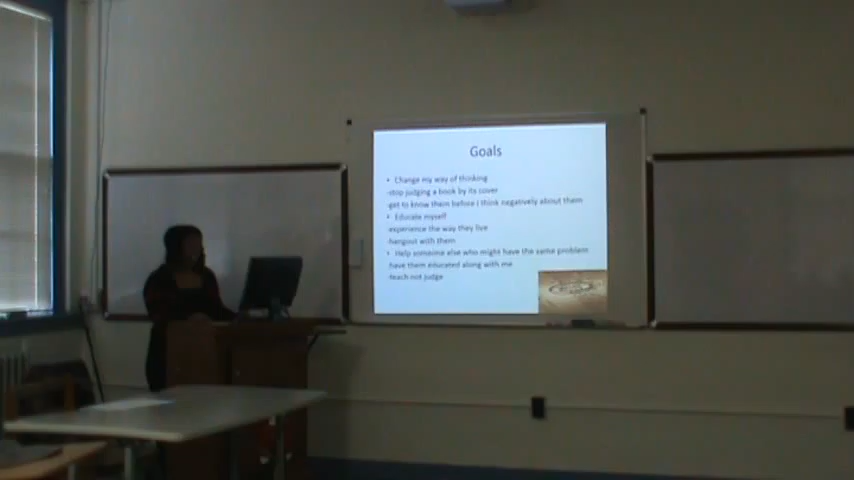 Goals
• Change my way of thinking
-stop judging a book by its cover
-get to know them before i think negatively about them
• Educate myself
-experience the way they live
-hangout with them
• Help someone else who might have the same problem
-have them educated along with me
-teach not judge